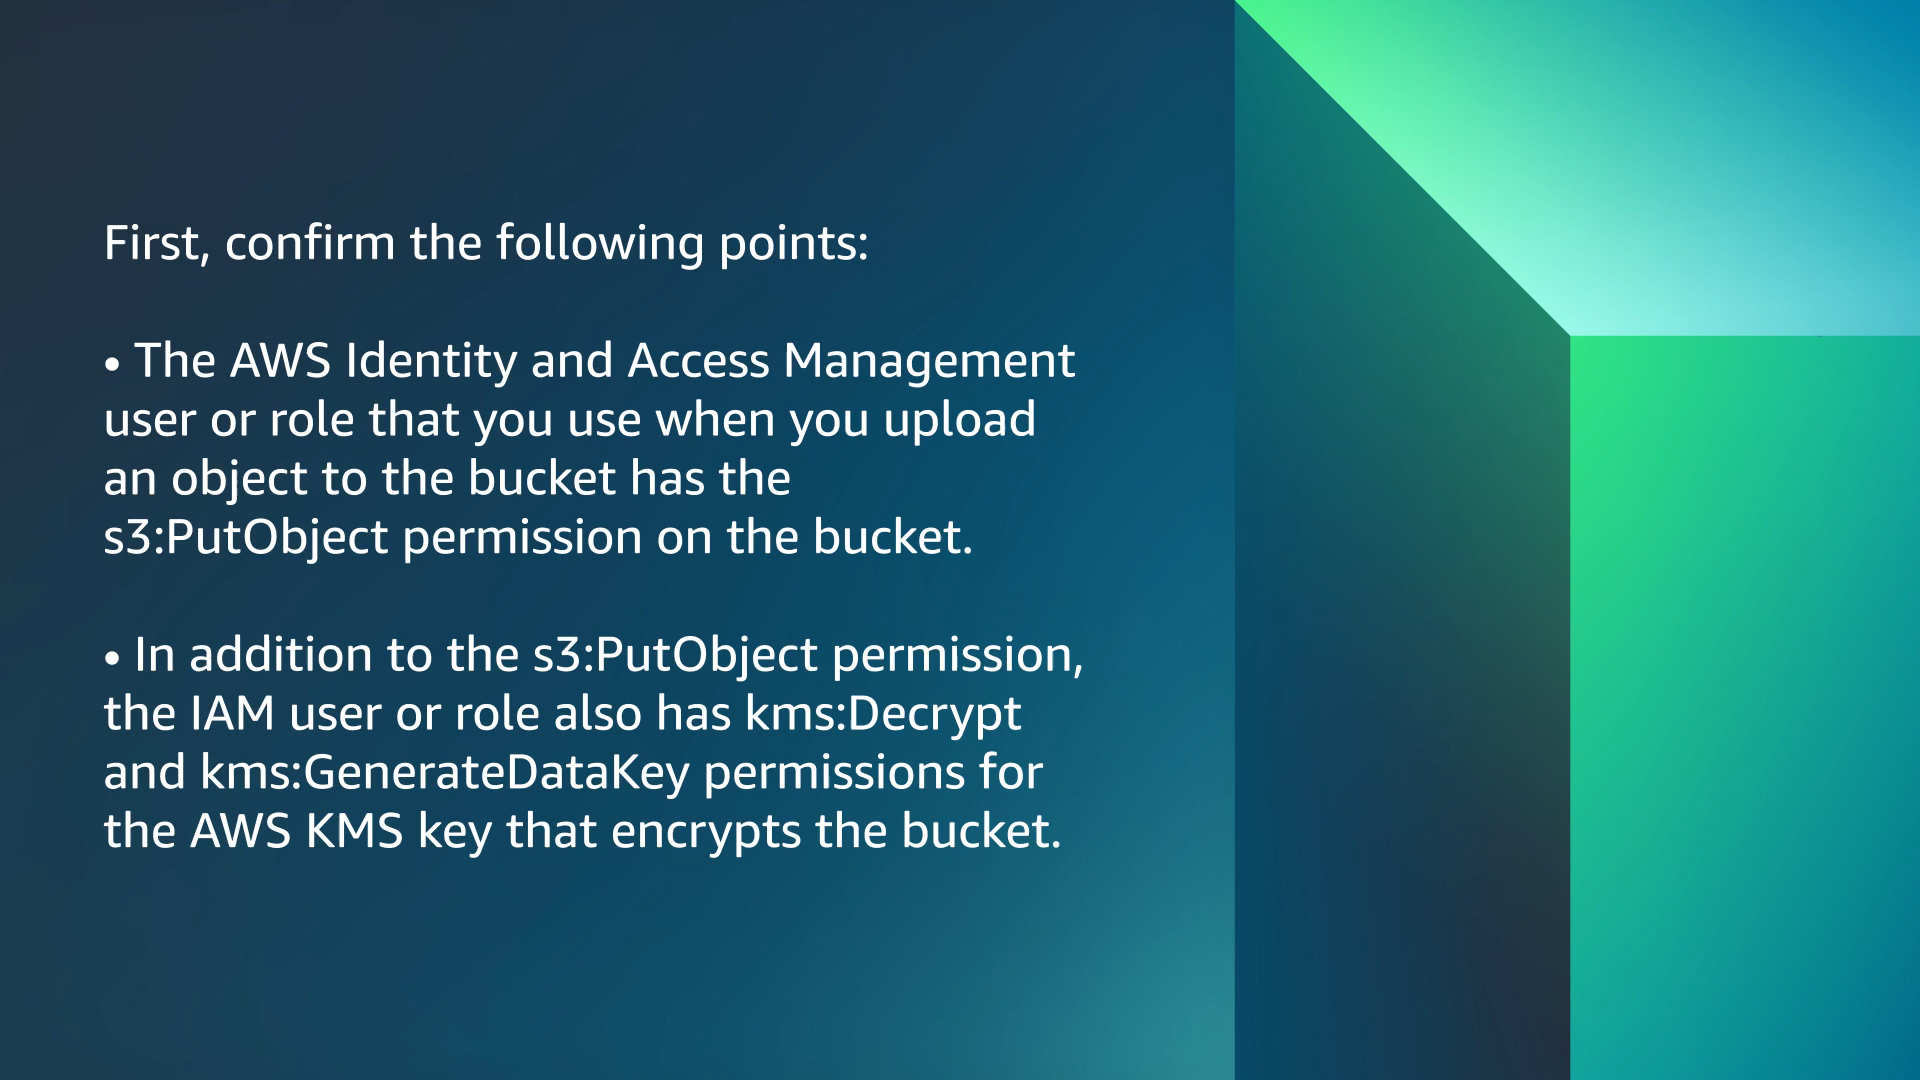 First, confirm the following points:
• The AWS Identity and Access Management
user or role that you use when you upload
an object to the bucket has the
s3:PutObject permission on the bucket.
• In addition to the s3:PutObject permission,
the IAM user or role also has kms:Decrypt
and kms:GenerateDataKey permissions for
the AWS KMS key that encrypts the bucket.